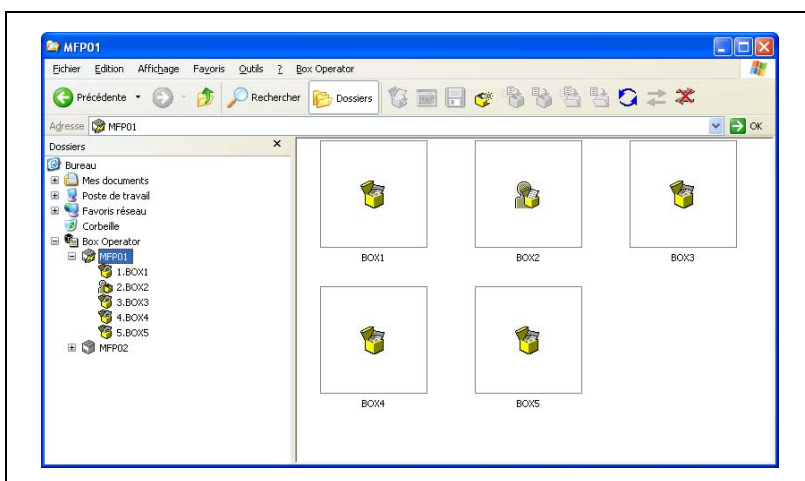 MFP01
Fichier Edition Affichage Favoris Outils ? Box Operator
Précédente Rechercher Dossiers
Adresse MFP01 OK
Dossiers
Bureau
Mes documents
Poste de travail
Favoris réseau
Corbeille
Box Operator
MFP01
1.BOX1
2.BOX2
3.BOX3
4.BOX4
5.BOX5
MFP02
BOX1 BOX2 BOX3
BOX4 BOX5